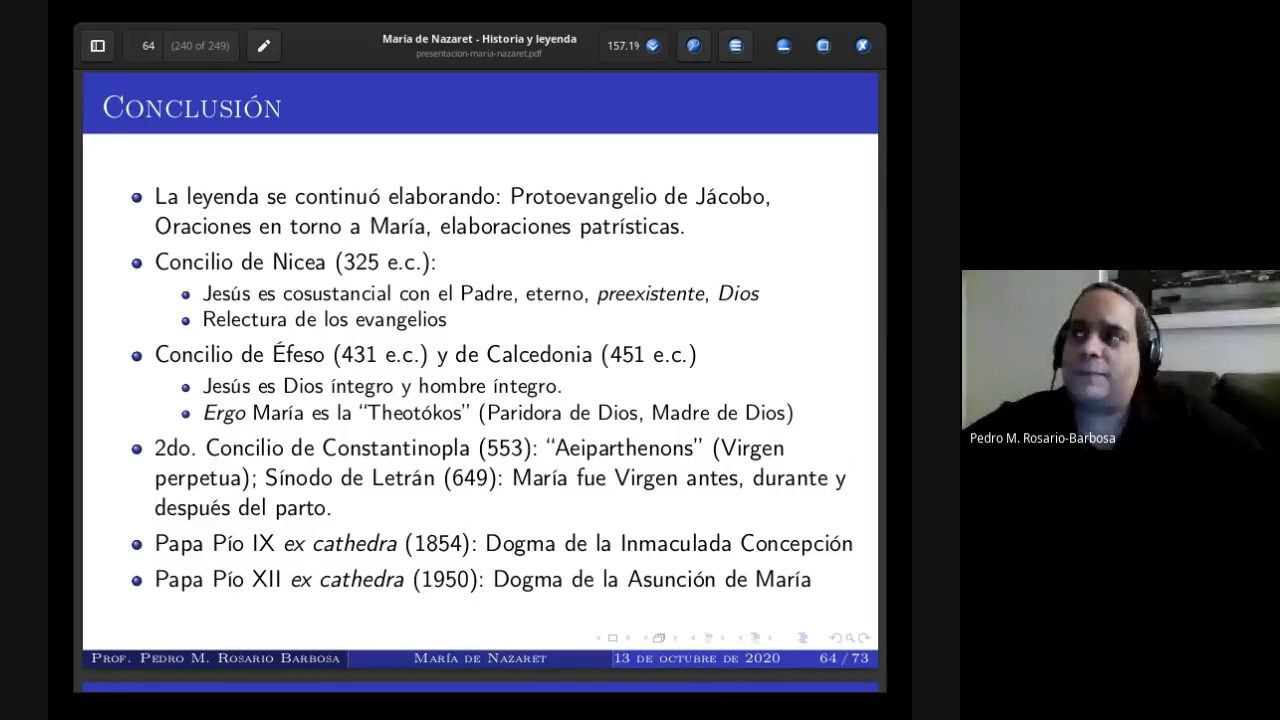 64 (240 of 249)
María de Nazaret - Historia y leyenda
presentacion-maria-nazaret.pdf
157.19
CONCLUSIÓN
La leyenda se continuó elaborando: Protoevangelio de Jácobo,
Oraciones en torno a María, elaboraciones patrísticas.
Concilio de Nicea (325 e.c.):
Jesús es cosustancial con el Padre, eterno, preexistente, Dios
Relectura de los evangelios
Concilio de Éfeso (431 e.c.) y de Calcedonia (451 e.c.)
Jesús es Dios íntegro y hombre íntegro.
Ergo María es la “Theotókos” (Paridora de Dios, Madre de Dios)
2do. Concilio de Constantinopla (553): “Aeiparthenons” (Virgen
perpetua); Sínodo de Letrán (649): María fue Virgen antes, durante y
después del parto.
Papa Pío IX ex cathedra (1854): Dogma de la Inmaculada Concepción
Papa Pío XII ex cathedra (1950): Dogma de la Asunción de María
PROF. PEDRO M. ROSARIO BARBOSA MARÍA DE NAZARET 13 DE OCTUBRE DE 2020 64 / 73
Pedro M. Rosario-Barbosa